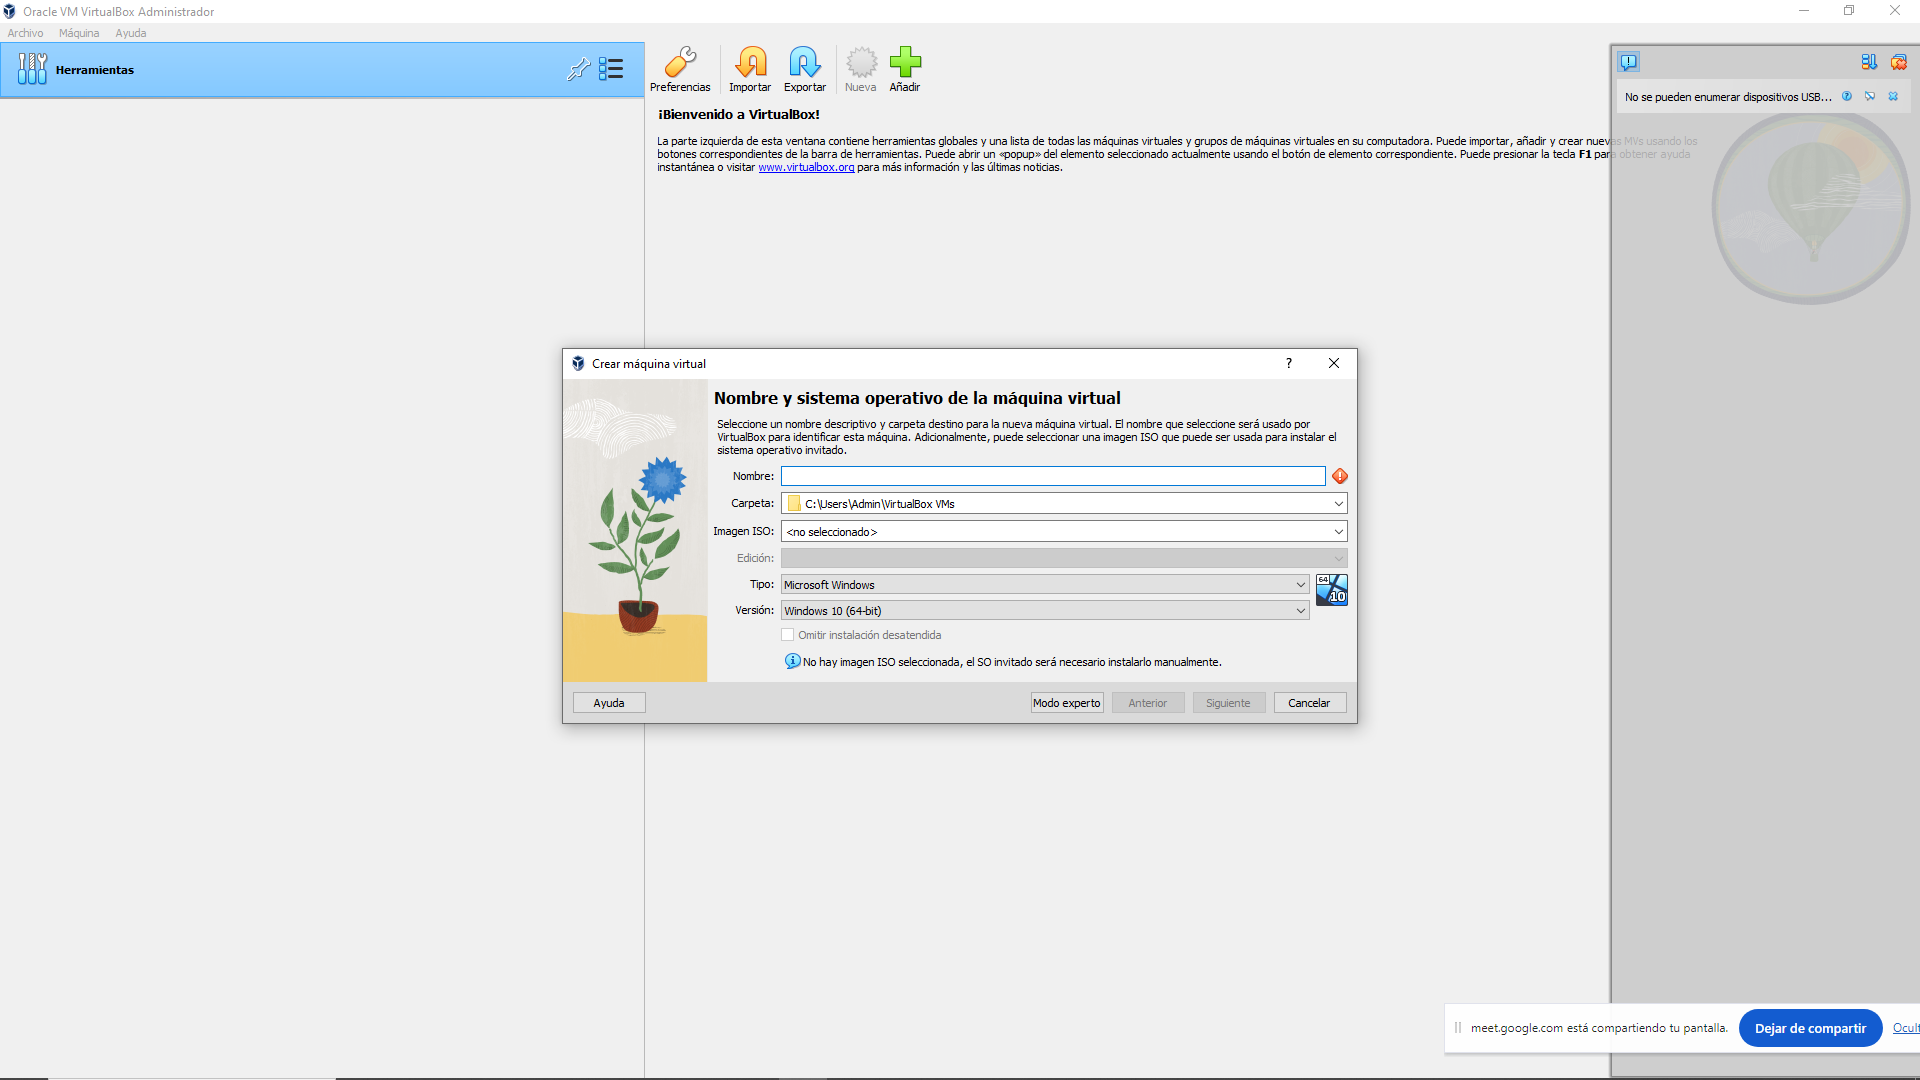 Oracle VM VirtualBox Administrador
Archivo Máquina Ayuda
Herramientas
Preferencias Importar Exportar Nueva Añadir
No se pueden enumerar dispositivos USB...
¡Bienvenido a VirtualBox!
La parte izquierda de esta ventana contiene herramientas globales y una lista de todas las máquinas virtuales y grupos de máquinas virtuales en su computadora. Puede importar, añadir y crear nuevas MVs usando los
botones correspondientes de la barra de herramientas. Puede abrir un «popup» del elemento seleccionado actualmente usando el botón de elemento correspondiente. Puede presionar la tecla F1 para obtener ayuda
instantánea o visitar www.virtualbox.org para más información y las últimas noticias.
Crear máquina virtual
Nombre y sistema operativo de la máquina virtual
Seleccione un nombre descriptivo y carpeta destino para la nueva máquina virtual. El nombre que seleccione será usado por
VirtualBox para identificar esta máquina. Adicionalmente, puede seleccionar una imagen ISO que puede ser usada para instalar el
sistema operativo invitado.
Nombre:
Carpeta: C:\Users\Admin\VirtualBox VMs
Imagen ISO: <no seleccionado>
Edición:
Tipo: Microsoft Windows
64
10
Versión: Windows 10 (64-bit)
Omitir instalación desatendida
No hay imagen ISO seleccionada, el SO invitado será necesario instalarlo manualmente.
Ayuda Modo experto Anterior Siguiente Cancelar
meet.google.com está compartiendo tu pantalla. Dejar de compartir Ocult